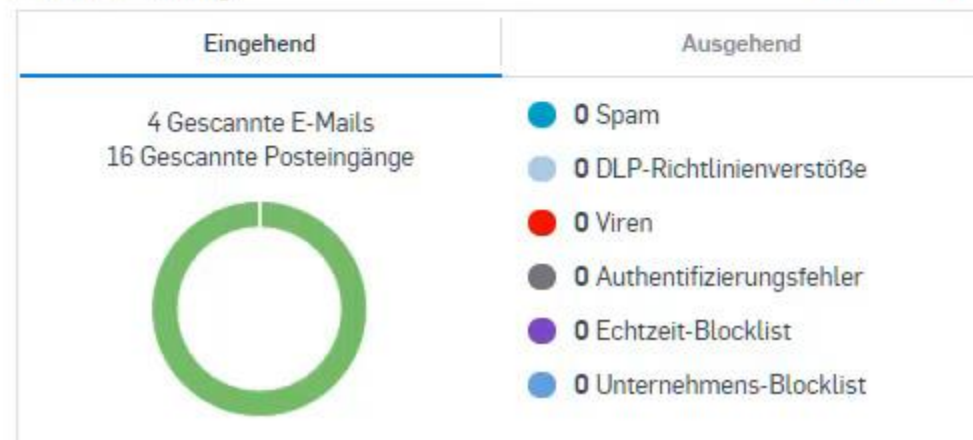 Eingehend
Ausgehend
4 Gescannte E-Mails
16 Gescannte Posteingänge
0 Spam
0 DLP-Richtlinienverstöße
0 Viren
0 Authentifizierungsfehler
0 Echtzeit-Blocklist
0 Unternehmens-Blocklist